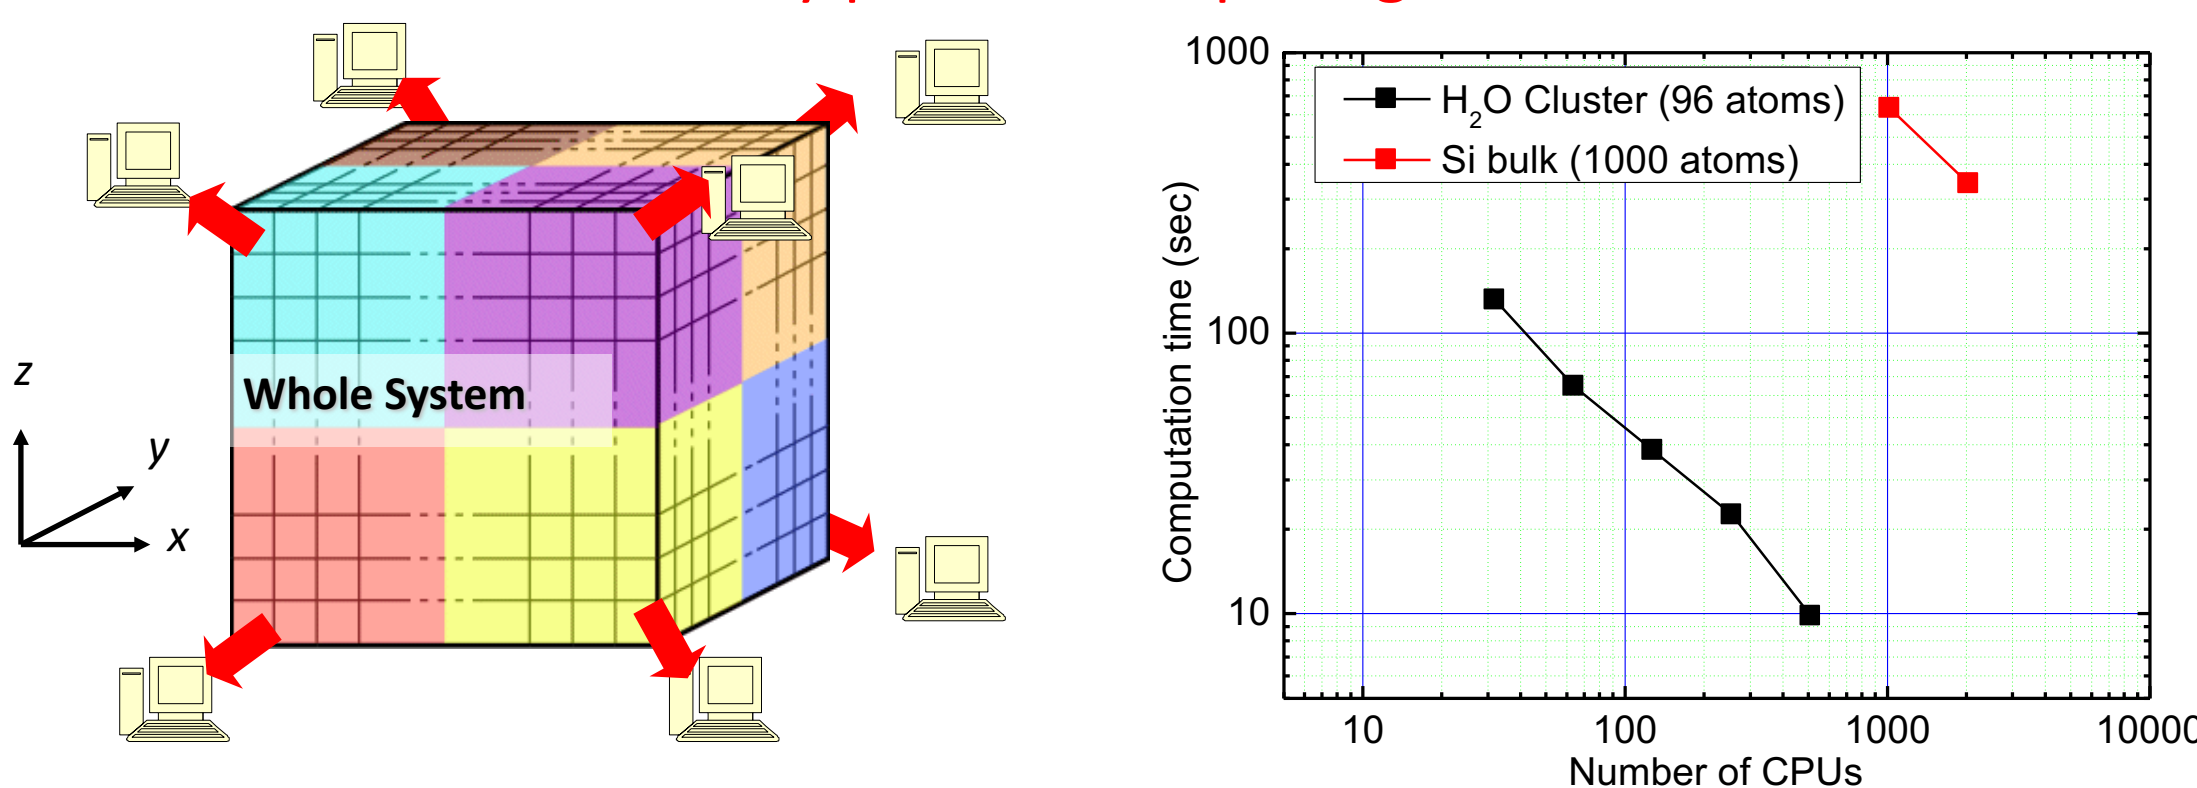 Whole System
z
y
x
1000
100
10
Computation time (sec)
H₂O Cluster (96 atoms)
Si bulk (1000 atoms)
10
100
1000
10000
Number of CPUs